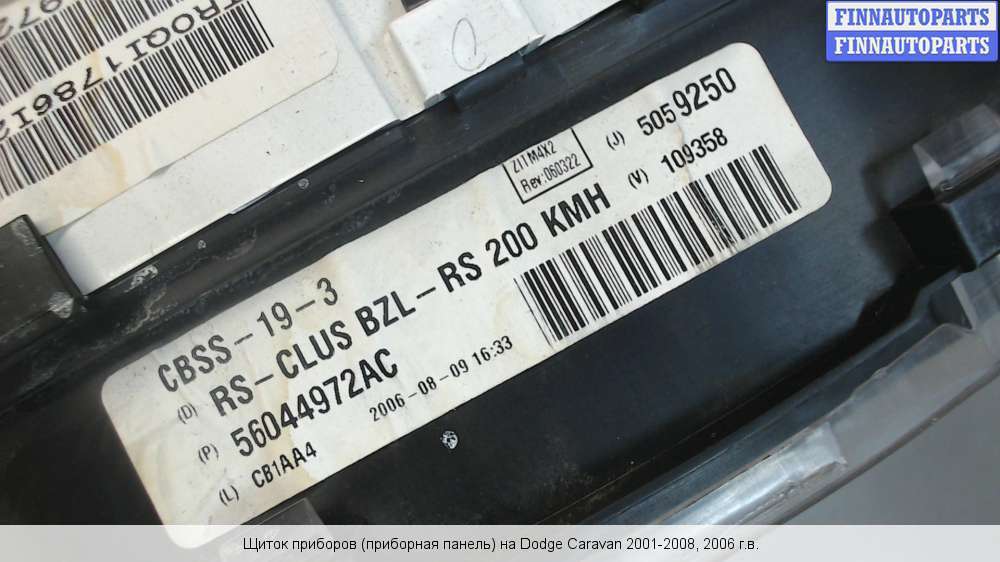 FINNAUTOPARTS
FINNAUTOPARTS
TROQI1786I2
CBSS-19-3
(D) RS-CLUS BZL-RS 200 KMH
(P) 56044972AC
(L) CB1AA4
2006-08-09 16:33
ZI1M4X2
Rev:060322
(J) 5059250
(V) 109358
Щиток приборов (приборная панель) на Dodge Caravan 2001-2008, 2006 г.в.